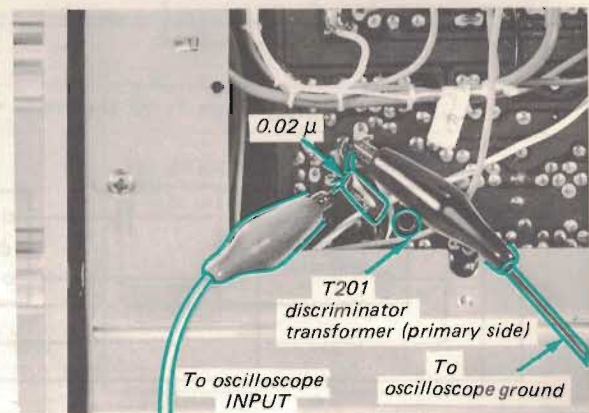 0.02 µ
T201
discriminator
transformer (primary side)
To oscilloscope
INPUT
To
oscilloscope ground